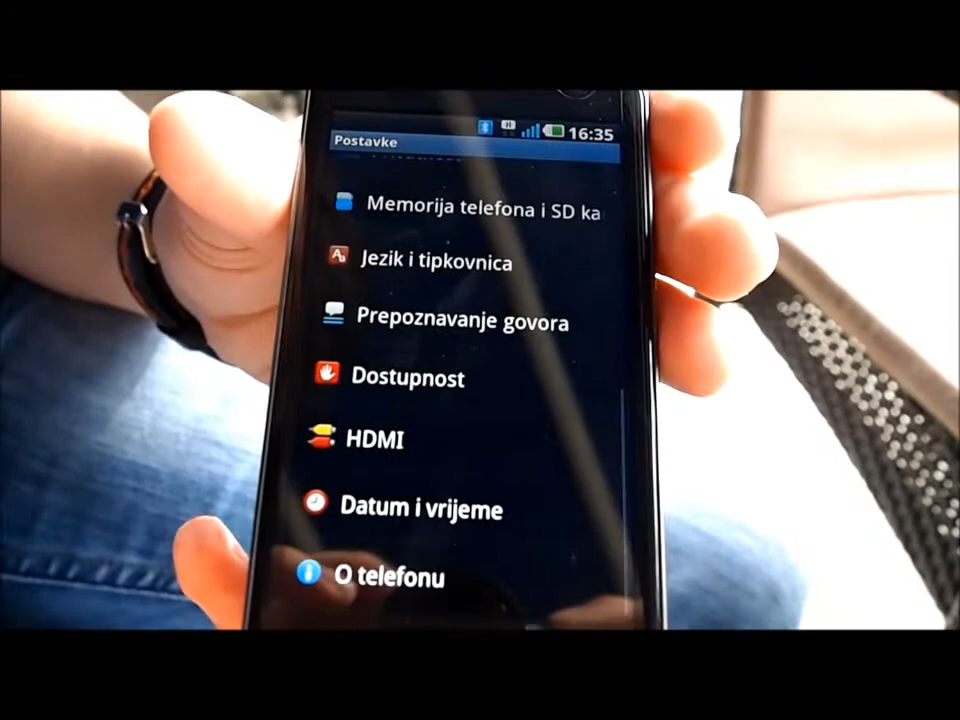 H
16:35
Postavke
Memorija telefona i SD ka
Jezik i tipkovnica
Prepoznavanje govora
Dostupnost
HDMI
Datum i vrijeme
O telefonu